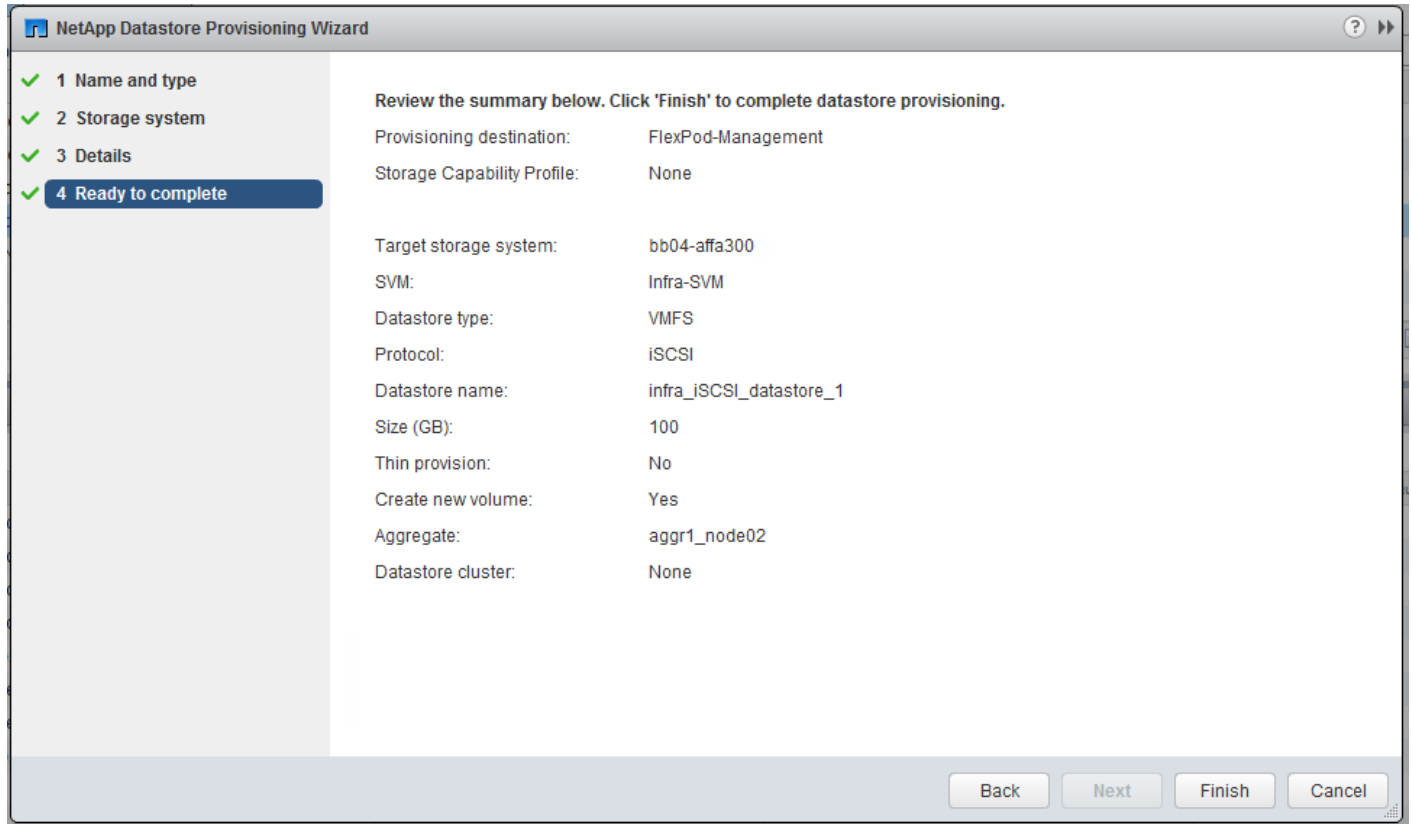 NetApp Datastore Provisioning Wizard
?
1 Name and type
2 Storage system
3 Details
4 Ready to complete
Review the summary below. Click 'Finish' to complete datastore provisioning.
Provisioning destination: FlexPod-Management
Storage Capability Profile: None
Target storage system: bb04-affa300
SVM: Infra-SVM
Datastore type: VMFS
Protocol: iSCSI
Datastore name: infra_iSCSI_datastore_1
Size (GB): 100
Thin provision: No
Create new volume: Yes
Aggregate: aggr1_node02
Datastore cluster: None
Back Next Finish Cancel